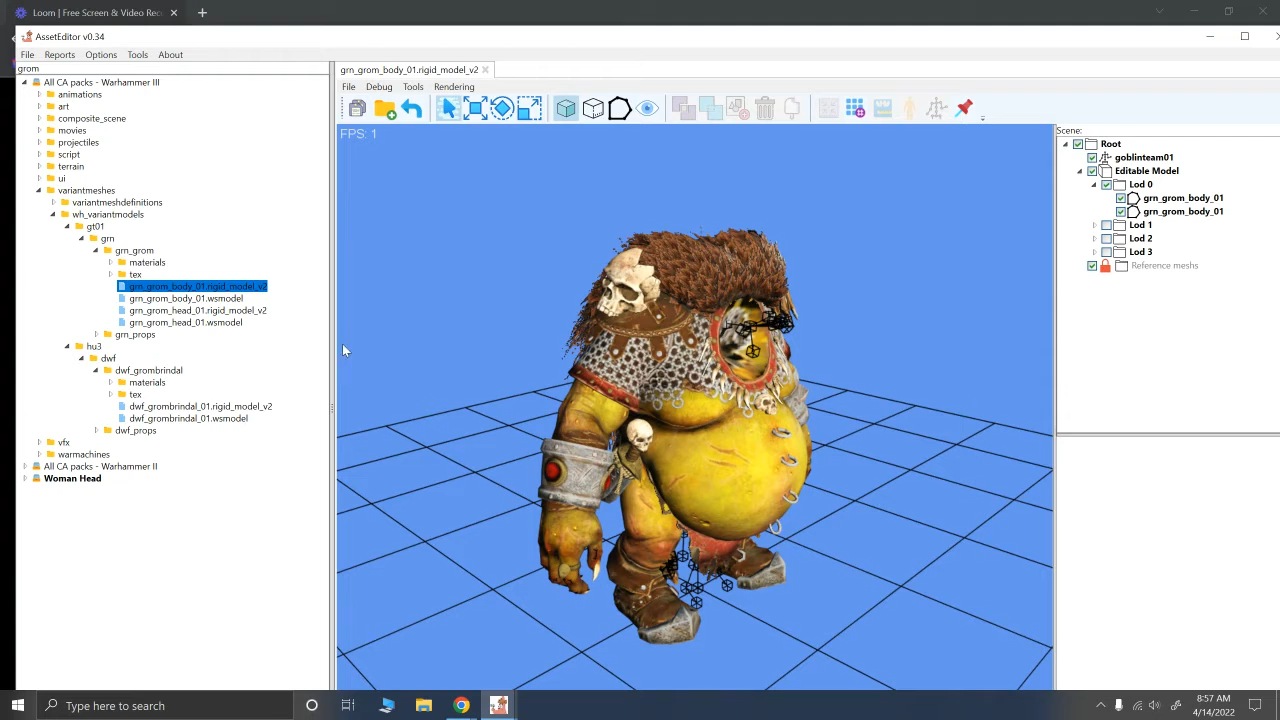 Loom | Free Screen & Video Rec
AssetEditor v0.34
File Reports Options Tools About
grom
All CA packs - Warhammer III
animations
art
composite_scene
movies
projectiles
script
terrain
ui
variantmeshes
variantmeshdefinitions
wh_variantmodels
gt01
grn
grn_grom
materials
tex
grn_grom_body_01.rigid_model_v2
grn_grom_body_01.wsmodel
grn_grom_head_01.rigid_model_v2
grn_grom_head_01.wsmodel
grn_props
hu3
dwf
dwf_grombrindal
materials
tex
dwf_grombrindal_01.rigid_model_v2
dwf_grombrindal_01.wsmodel
dwf_props
vfx
warmachines
All CA packs - Warhammer II
Woman Head
grn_grom_body_01.rigid_model_v2
File Debug Tools Rendering
FPS: 1
Scene:
Root
goblinteam01
Editable Model
Lod 0
grn_grom_body_01
grn_grom_body_01
Lod 1
Lod 2
Lod 3
Reference meshs
Type here to search
8:57 AM
4/14/2022